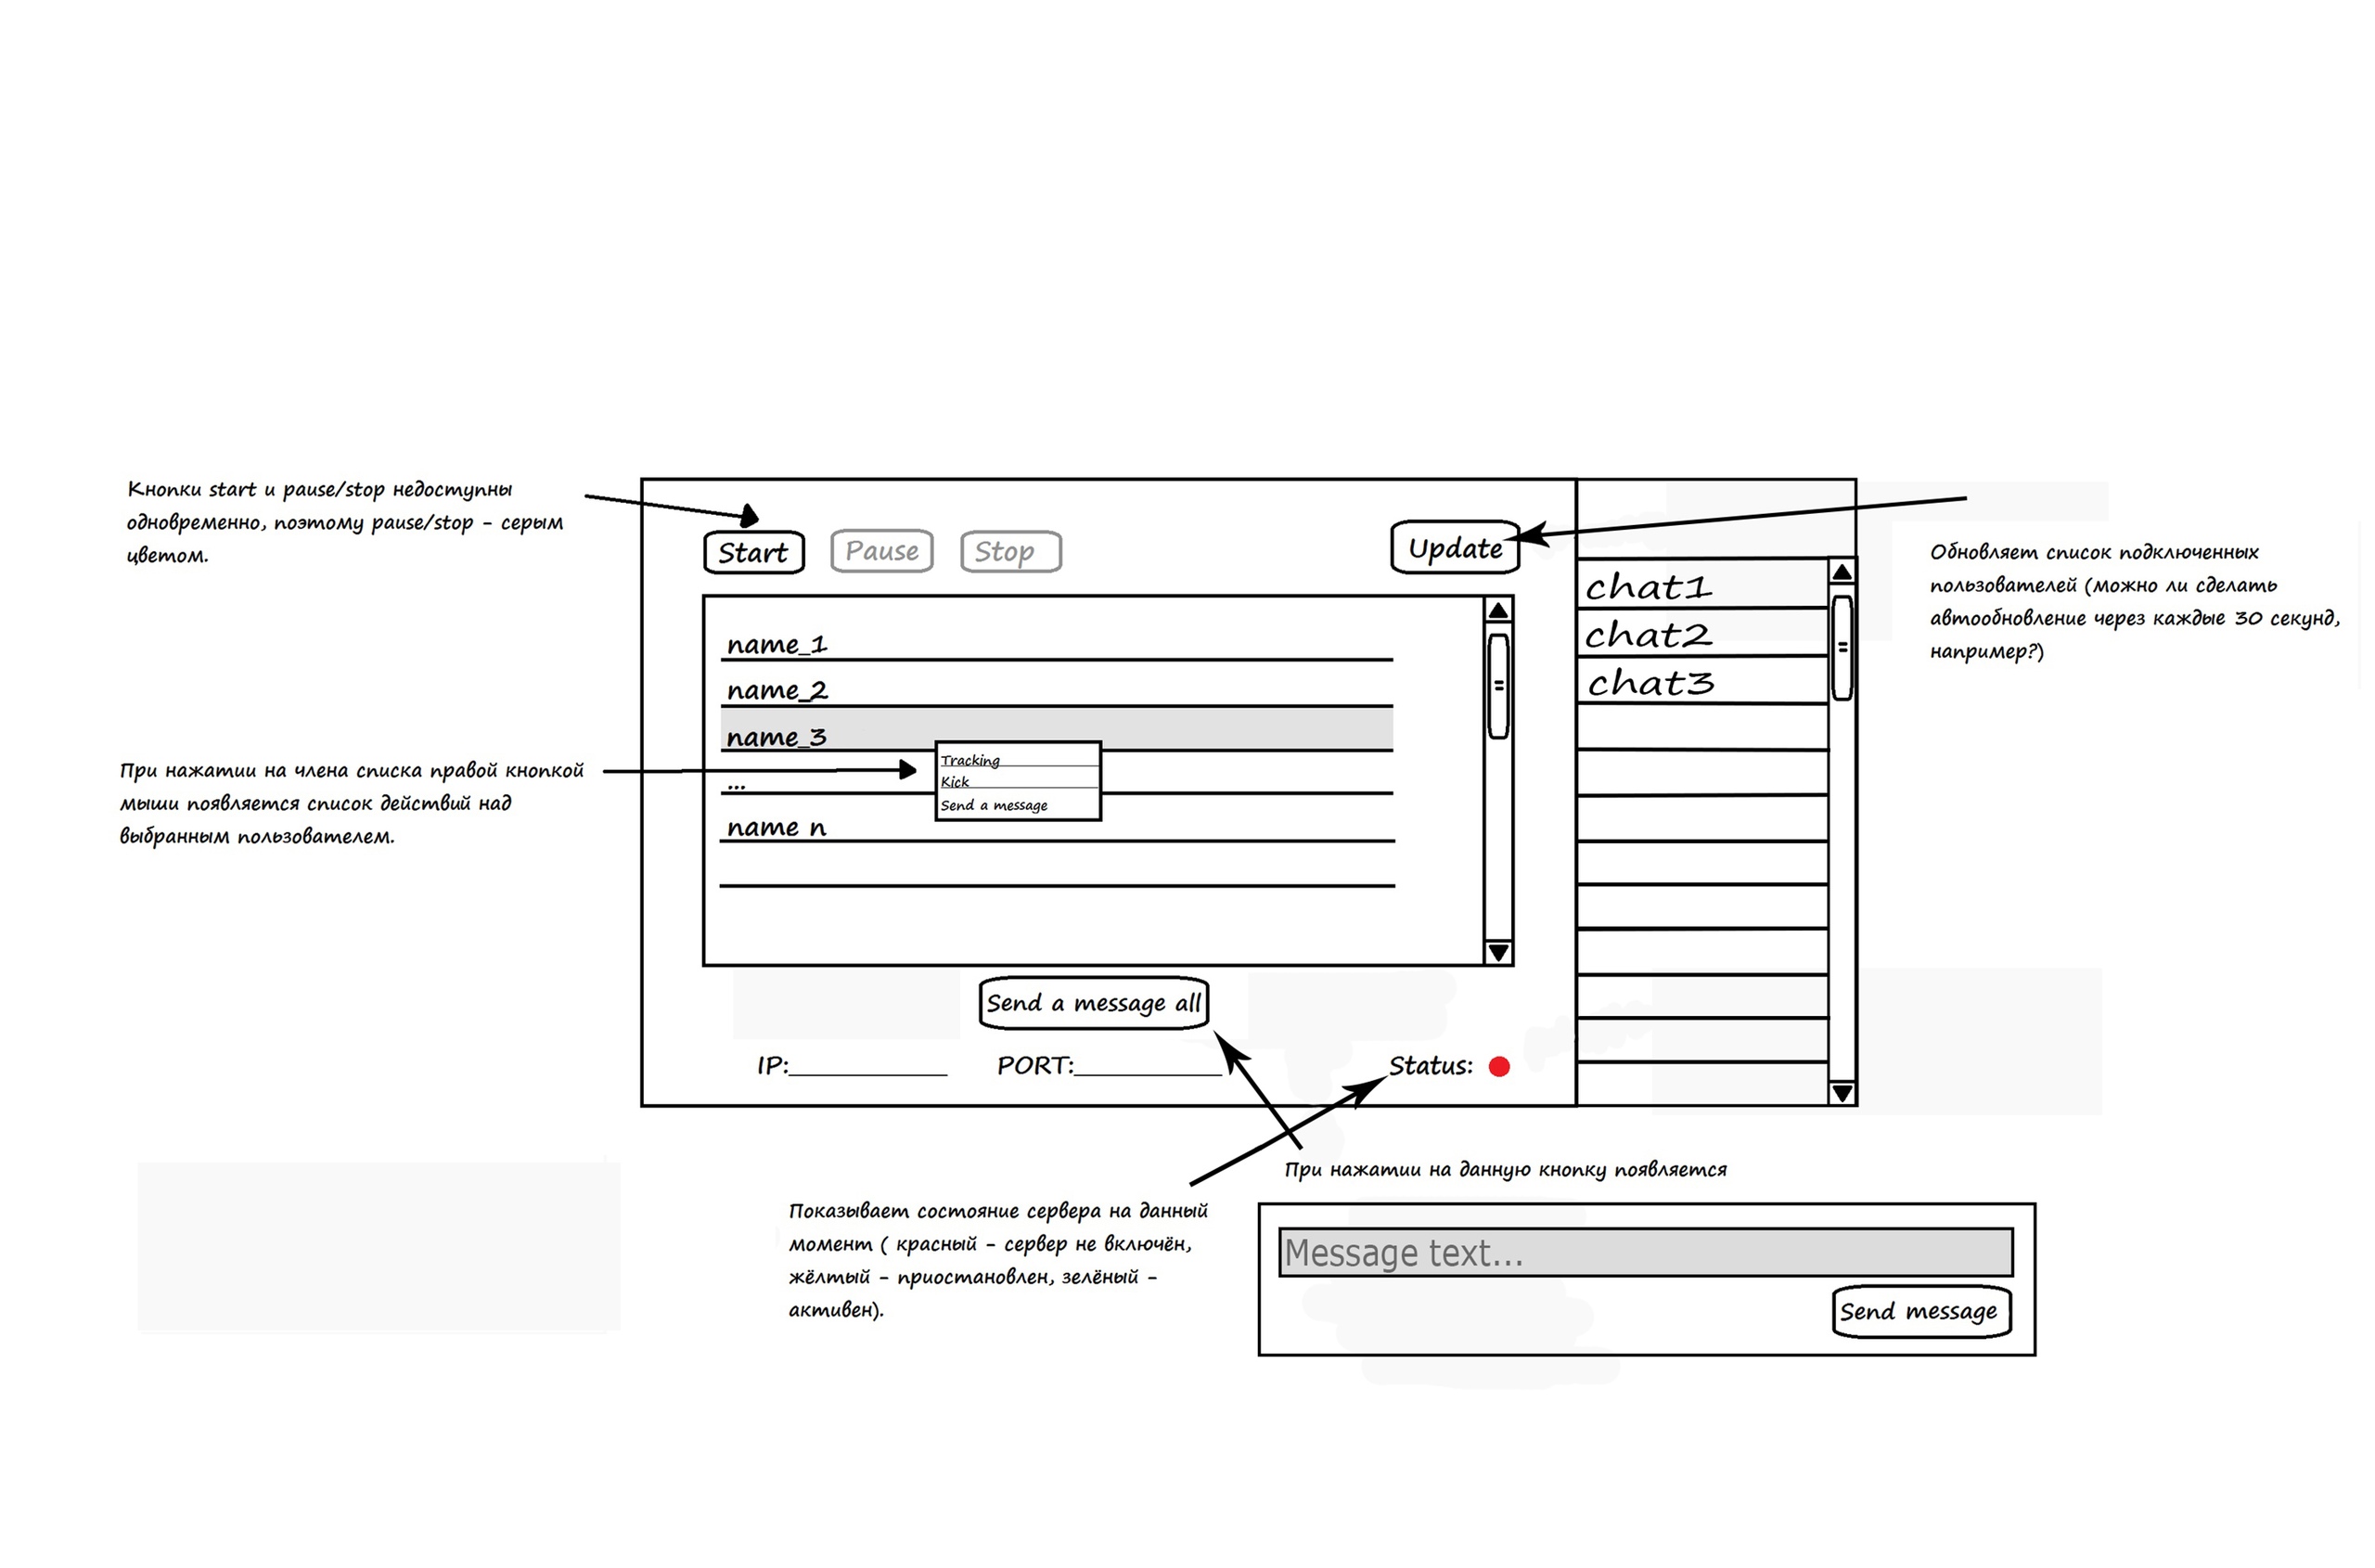 Кнопки start и pause/stop недоступны
одновременно, поэтому pause/stop - серым
цветом.
Start
Pause
Stop
Update
Обновляет список подключенных
пользователей (можно ли сделать
автообновление через каждые 30 секунд,
например?)
chat1
chat2
chat3
name_1
name_2
name_3
...
name n
Tracking
Kick
Send a message
При нажатии на члена списка правой кнопкой
мыши появляется список действий над
выбранным пользователем.
Send a message all
IP:___________
PORT:___________
Status:
При нажатии на данную кнопку появляется
Показывает состояние сервера на данный
момент ( красный - сервер не включён,
жёлтый - приостановлен, зелёный -
активен).
Message text...
Send message